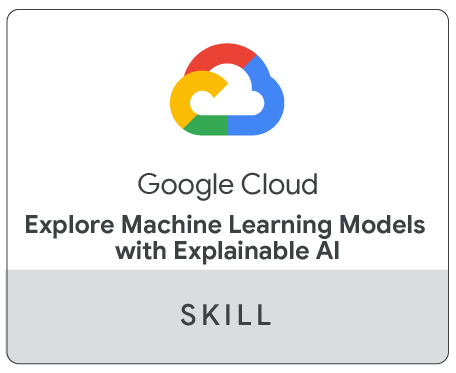 Google Cloud
Explore Machine Learning Models
with Explainable AI
SKILL